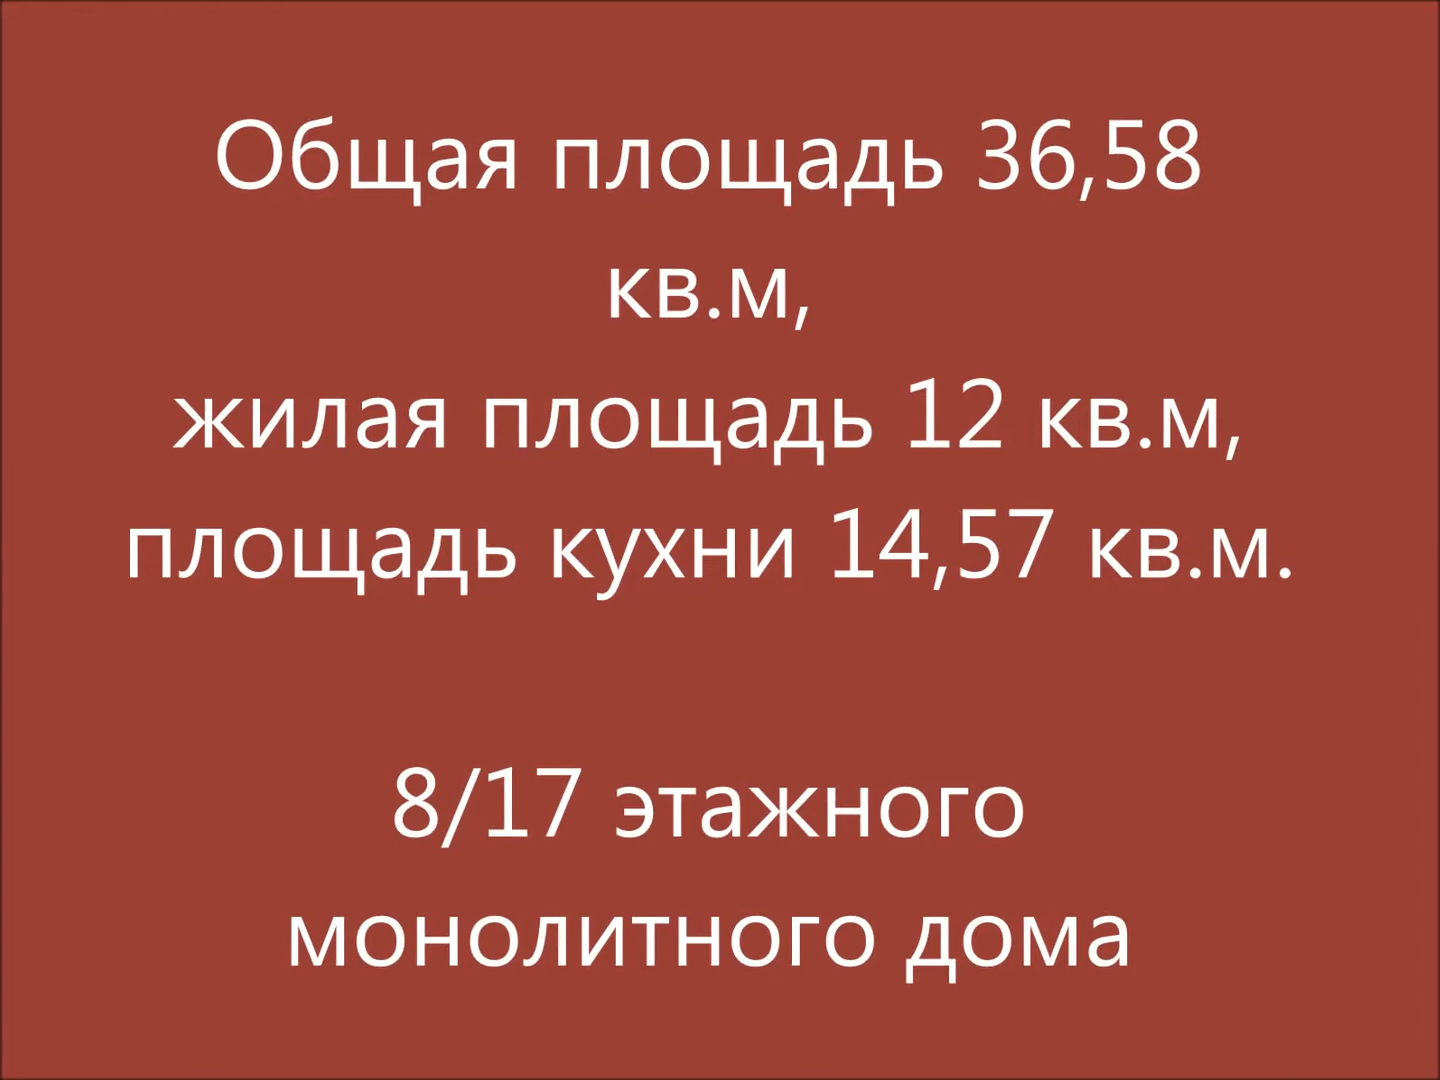 Общая площадь 36,58
кв.м,
жилая площадь 12 кв.м,
площадь кухни 14,57 кв.м.
8/17 этажного
монолитного дома